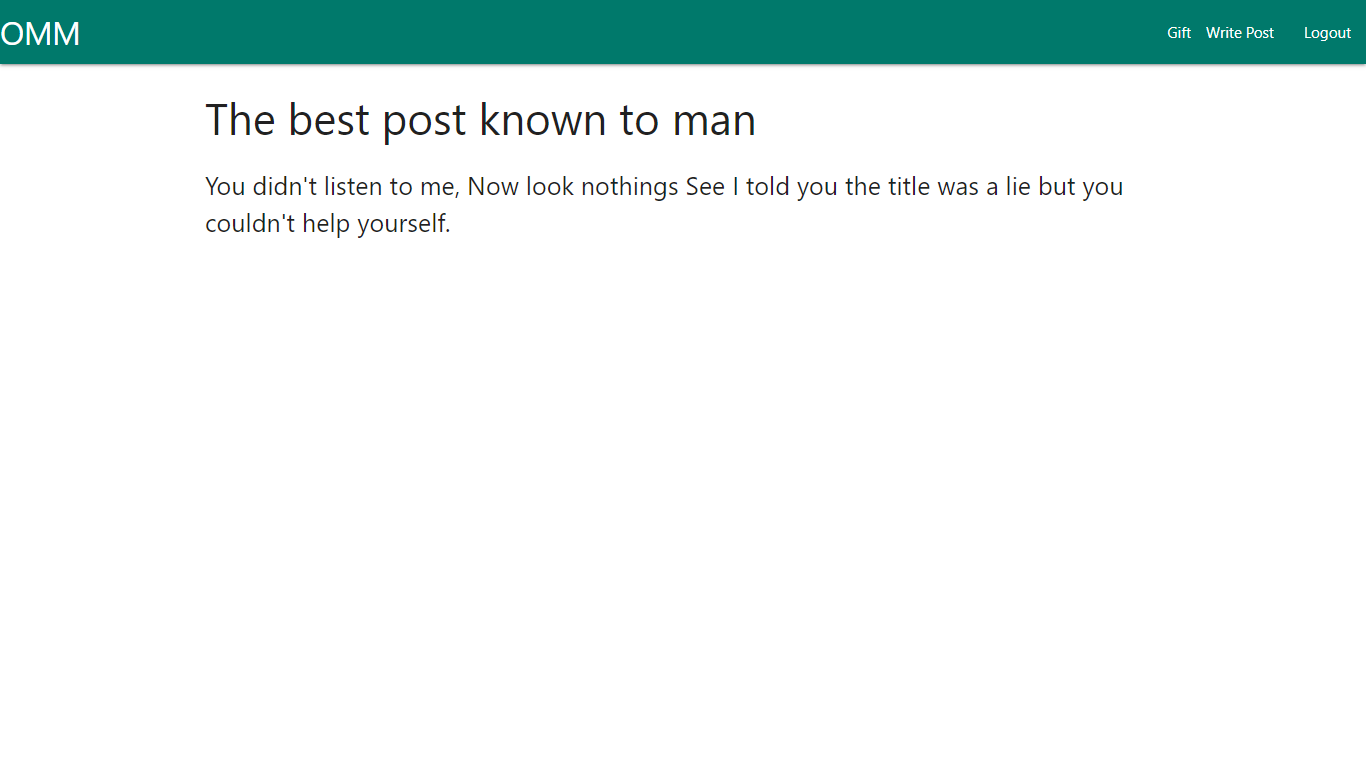 OMM Gift Write Post Logout
The best post known to man
You didn't listen to me, Now look nothings See I told you the title was a lie but you
couldn't help yourself.